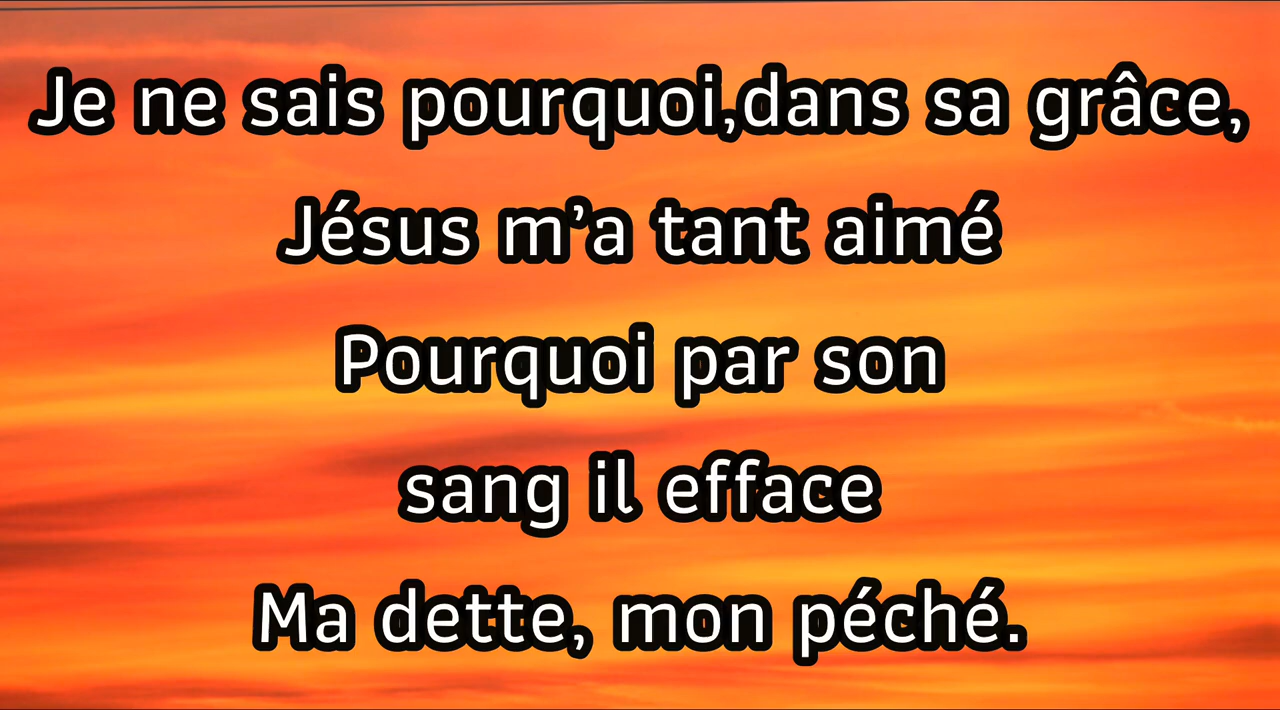 Je ne sais pourquoi,dans sa grâce,
Jésus m’a tant aimé
Pourquoi par son
sang il efface
Ma dette, mon péché.